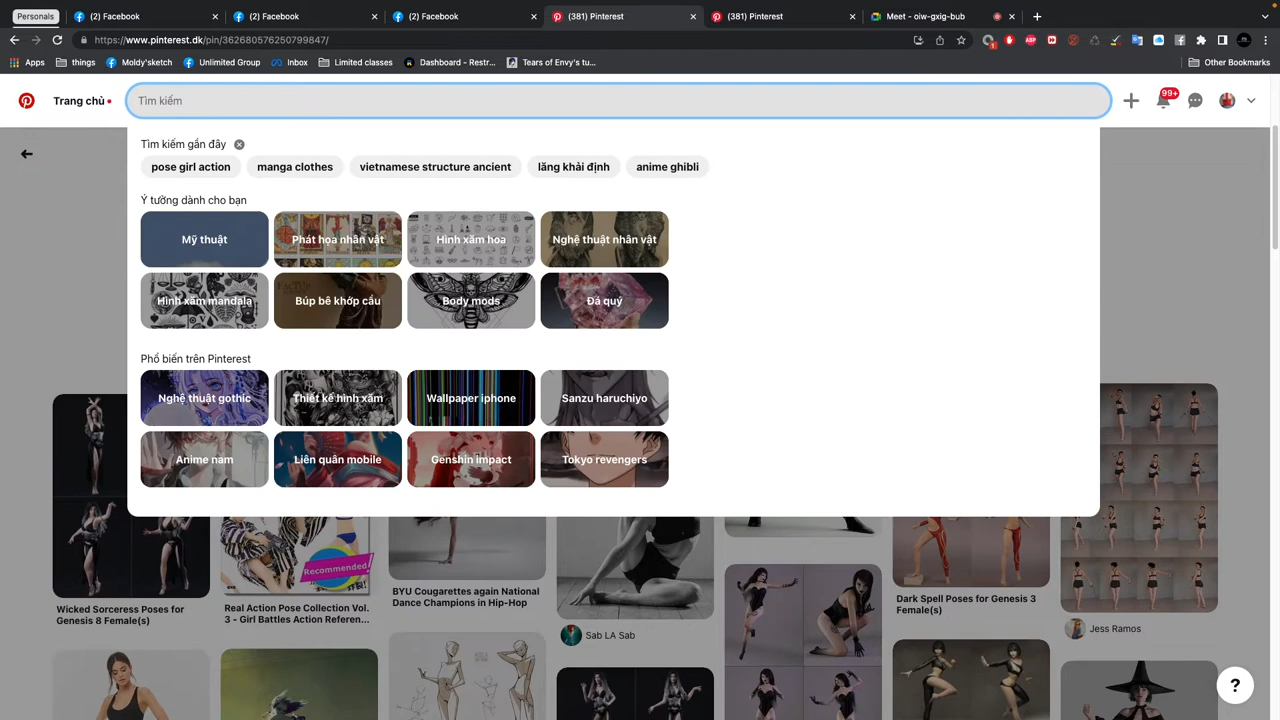 Personals
(2) Facebook
(2) Facebook
(2) Facebook
(381) Pinterest
(381) Pinterest
Meet - oiw-gxig-bub
https://www.pinterest.dk/pin/362680576250799847/
Apps
things
Moldy'sketch
Unlimited Group
Inbox
Limited classes
Dashboard - Restr...
Tears of Envy's tu...
Other Bookmarks
Trang chủ
Tìm kiếm
99+
Tìm kiếm gần đây
pose girl action
manga clothes
vietnamese structure ancient
lăng khải định
anime ghibli
Ý tưởng dành cho bạn
Mỹ thuật
Phát họa nhân vật
Hình xăm hoa
Nghệ thuật nhân vật
Hình xăm mandala
Búp bê khớp cầu
Body mods
Đá quý
Phổ biến trên Pinterest
Nghệ thuật gothic
Thiết kế hình xăm
Wallpaper iphone
Sanzu haruchiyo
Anime nam
Liên quân mobile
Genshin impact
Tokyo revengers
Recommended
Wicked Sorceress Poses for
Genesis 8 Female(s)
Real Action Pose Collection Vol.
3 - Girl Battles Action Referen...
BYU Cougarettes again National
Dance Champions in Hip-Hop
Sab LA Sab
Dark Spell Poses for Genesis 3
Female(s)
Jess Ramos
?